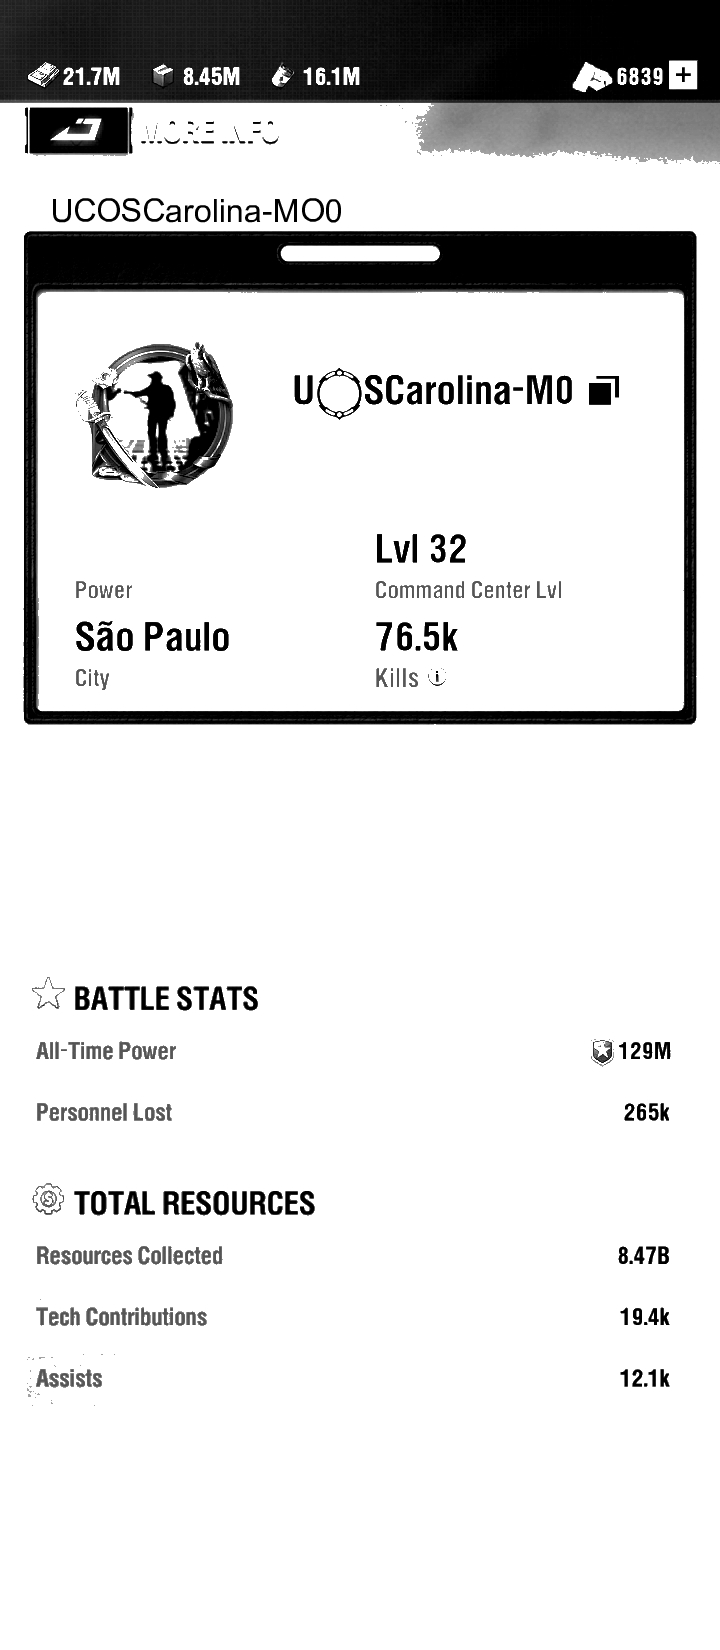 21.7M 8.45M 16.1M 6839 +
MORE INFO
UCOSCarolina-MO0
U◯SCarolina-M0
Lvl 32
Power Command Center Lvl
São Paulo 76.5k
City Kills i
BATTLE STATS
All-Time Power 129M
Personnel Lost 265k
TOTAL RESOURCES
Resources Collected 8.47B
Tech Contributions 19.4k
Assists 12.1k